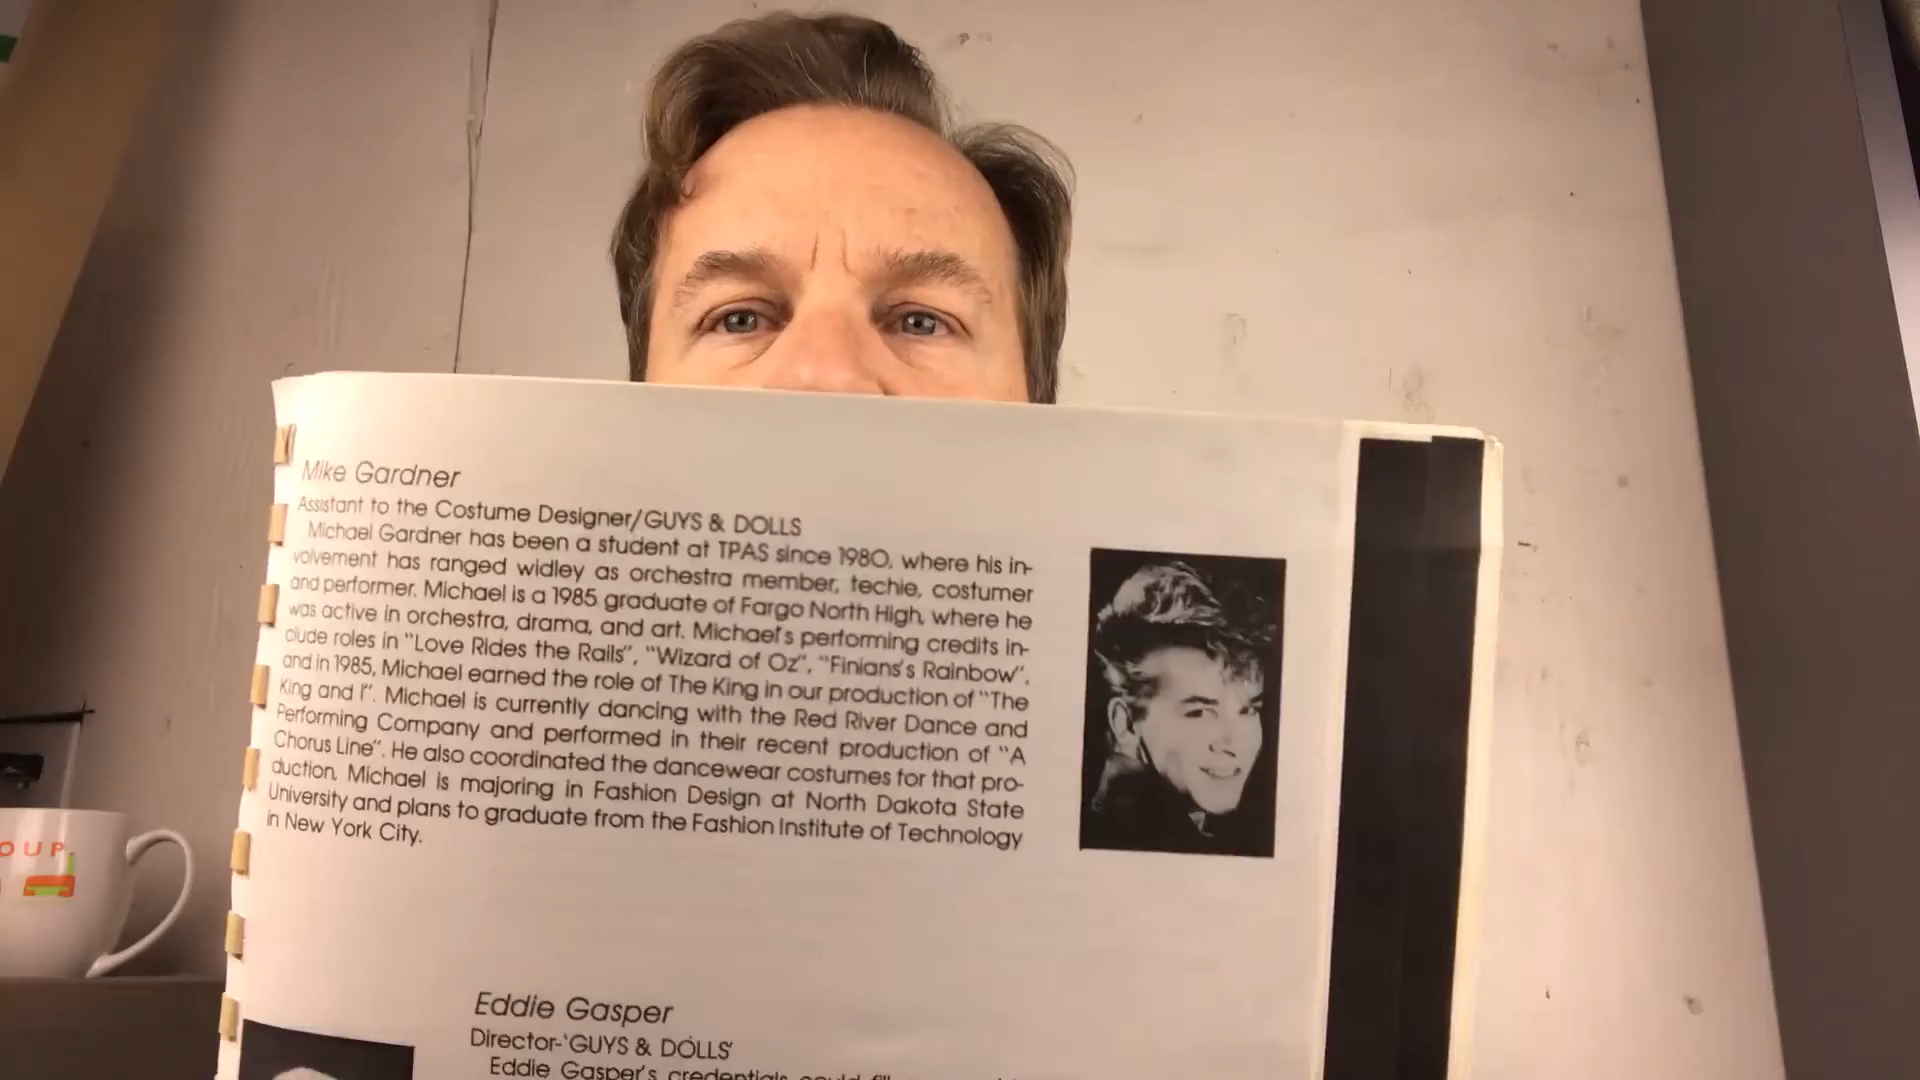 Mike Gardner
Assistant to the Costume Designer/GUYS & DOLLS
Michael Gardner has been a student at TPAS since 1980, where his in-
volvement has ranged widley as orchestra member, techie, costumer
and performer. Michael is a 1985 graduate of Fargo North High, where he
was active in orchestra, drama, and art. Michael's performing credits in-
clude roles in "Love Rides the Rails", "Wizard of Oz", "Finians's Rainbow",
and in 1985, Michael earned the role of The King in our production of "The
King and I". Michael is currently dancing with the Red River Dance and
Performing Company and performed in their recent production of "A
Chorus Line". He also coordinated the dancewear costumes for that pro-
duction. Michael is majoring in Fashion Design at North Dakota State
University and plans to graduate from the Fashion Institute of Technology
in New York City.
Eddie Gasper
Director-'GUYS & DOLLS'
Eddie Gasper's credentials could
OUP